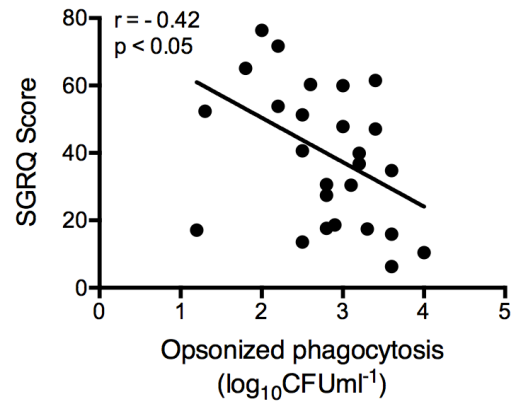 r = - 0.42
p < 0.05
80
60
40
20
0
SGRQ Score
0 1 2 3 4 5
Opsonized phagocytosis
(log₁₀CFUml⁻¹)